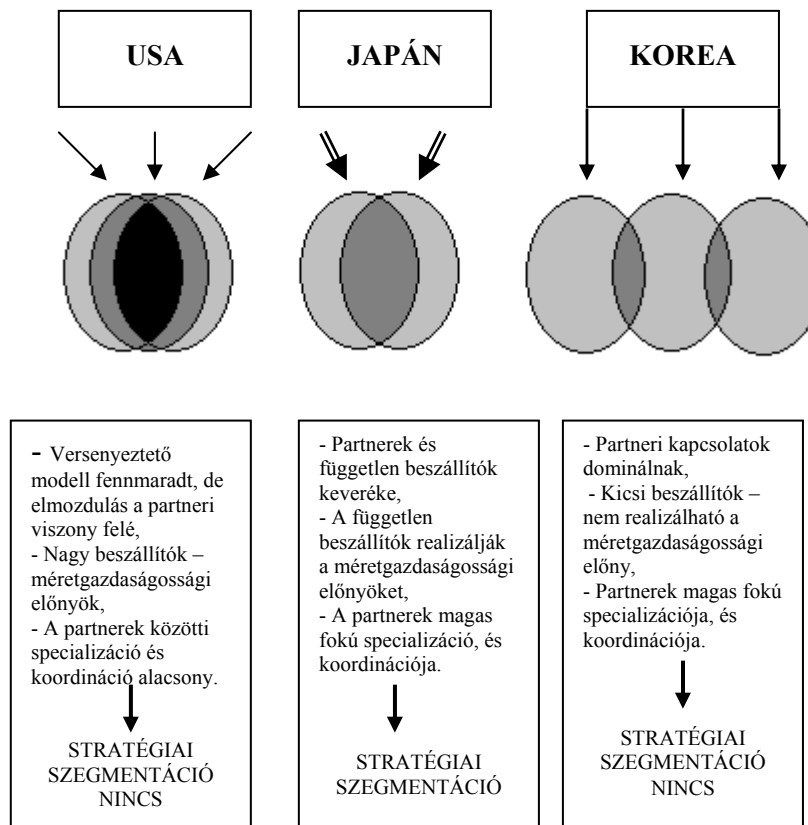 USA
JAPÁN
KOREA
- Versenyeztető
modell fennmaradt, de
elmozdulás a partneri
viszony felé,
- Nagy beszállítók –
méretgazdaságossági
előnyök,
- A partnerek közötti
specializáció és
koordináció alacsony.
STRATÉGIAI
SZEGMENTÁCIÓ
NINCS
- Partnerek és
független beszállítók
keveréke,
- A független
beszállítók realizálják
a méretgazdaságossági
előnyöket,
- A partnerek magas
fokú specializáció, és
koordinációja.
STRATÉGIAI
SZEGMENTÁCIÓ
- Partneri kapcsolatok
dominálnak,
- Kicsi beszállítók –
nem realizálható a
méretgazdaságossági
előny,
- Partnerek magas fokú
specializációja, és
koordinációja.
STRATÉGIAI
SZEGMENTÁCIÓ
NINCS